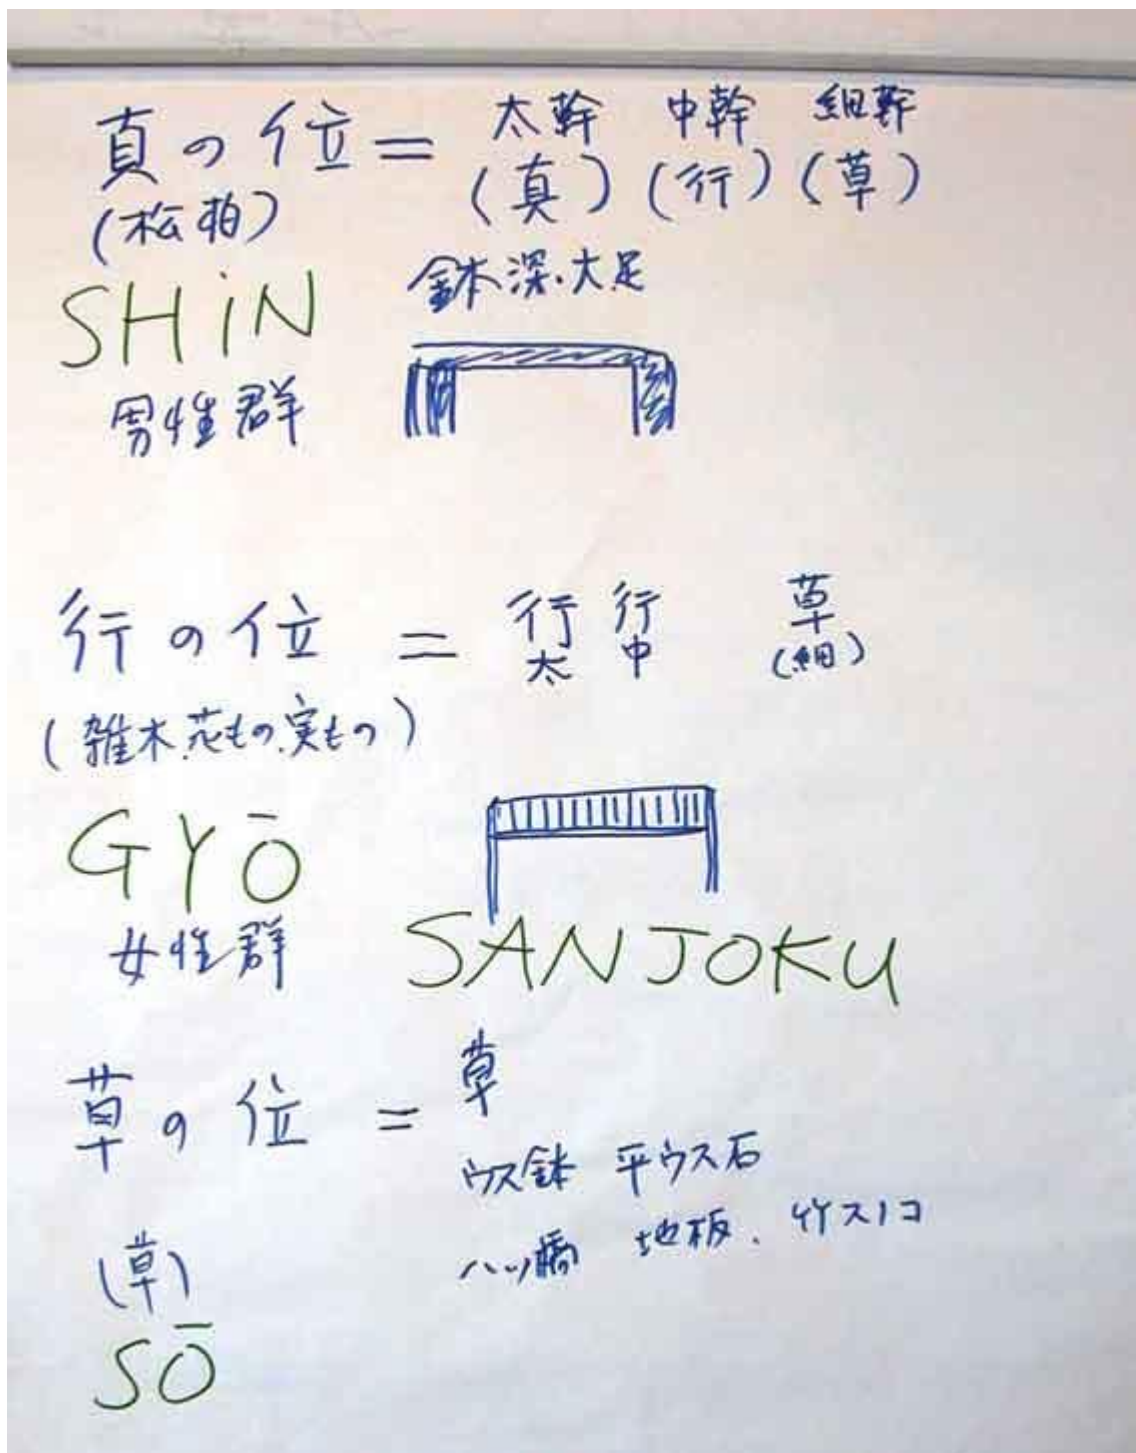 太幹 中幹 細幹
真の位＝(真)(行)(草)
(松柏)
SHiN
鉢深・大足
男性群
行の位＝行 行 草
太 中 (細)
(雑木.花もの.実もの)
GYŌ
女性群
SANJOKU
草の位＝草
ウス鉢 平ウス石
八ッ橋 地板、竹スノコ
(草)
SŌ